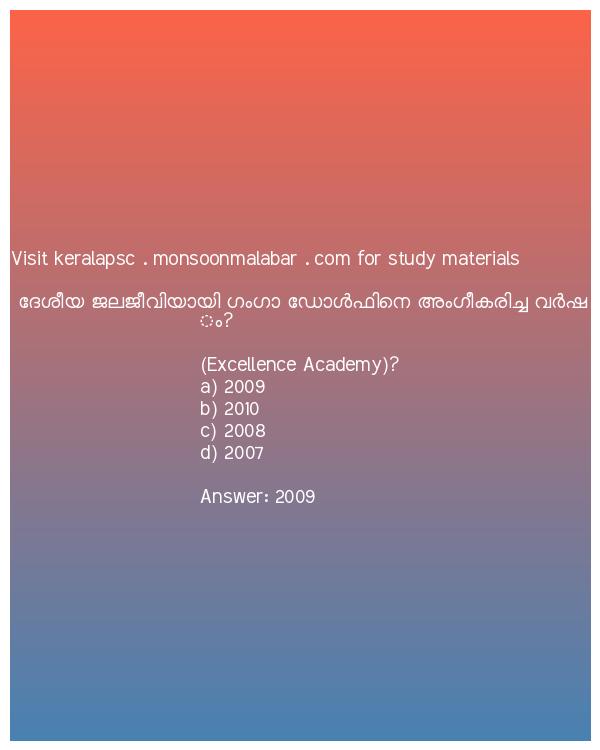 Visit keralapsc . monsoonmalabar . com for study materials
ദേശീയ ജലജീവിയായി ഗംഗാ ഡോൾഫിനെ അംഗീകരിച്ച വർഷ
ം?
(Excellence Academy)?
a) 2009
b) 2010
c) 2008
d) 2007
Answer: 2009